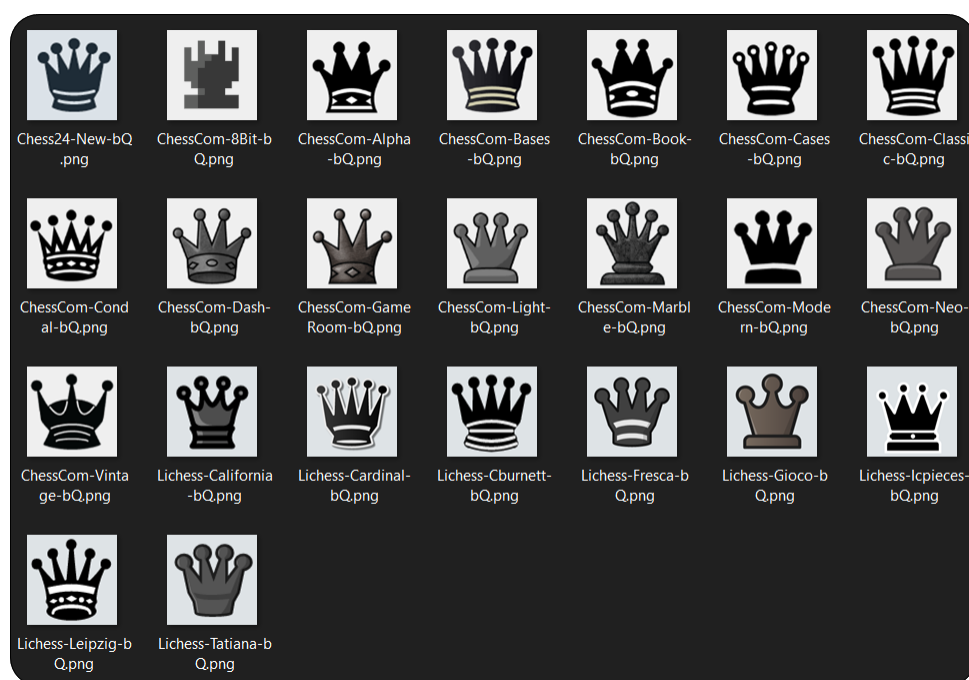 Chess24-New-bQ
.png
ChessCom-8Bit-b
Q.png
ChessCom-Alpha
-bQ.png
ChessCom-Bases
-bQ.png
ChessCom-Book-
bQ.png
ChessCom-Cases
-bQ.png
ChessCom-Classi
c-bQ.png
ChessCom-Cond
al-bQ.png
ChessCom-Dash-
bQ.png
ChessCom-Game
Room-bQ.png
ChessCom-Light-
bQ.png
ChessCom-Marbl
e-bQ.png
ChessCom-Mode
rn-bQ.png
ChessCom-Neo-
bQ.png
ChessCom-Vinta
ge-bQ.png
Lichess-California
-bQ.png
Lichess-Cardinal-
bQ.png
Lichess-Cburnett-
bQ.png
Lichess-Fresca-b
Q.png
Lichess-Gioco-b
Q.png
Lichess-Icpieces-
bQ.png
Lichess-Leipzig-b
Q.png
Lichess-Tatiana-b
Q.png